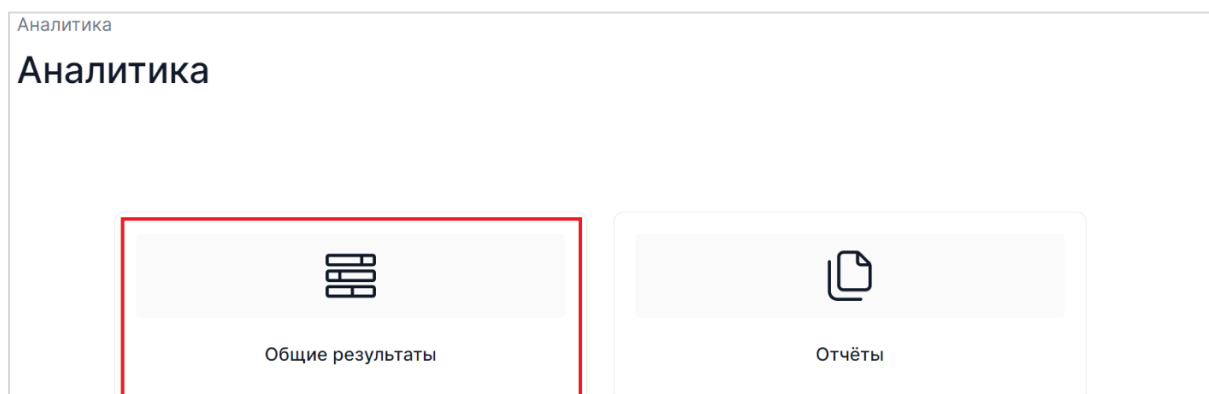 Аналитика
Аналитика
Общие результаты
Отчёты